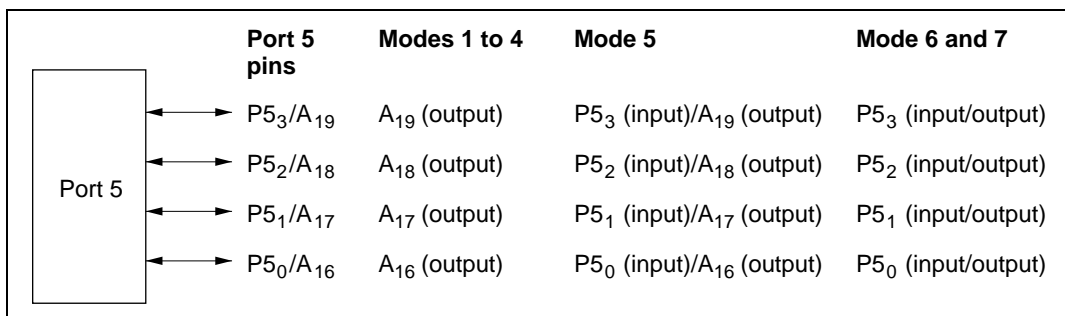 Port 5 pins Modes 1 to 4 Mode 5 Mode 6 and 7
P5₃/A₁₉ A₁₉ (output) P5₃ (input)/A₁₉ (output) P5₃ (input/output)
P5₂/A₁₈ A₁₈ (output) P5₂ (input)/A₁₈ (output) P5₂ (input/output)
Port 5
P5₁/A₁₇ A₁₇ (output) P5₁ (input)/A₁₇ (output) P5₁ (input/output)
P5₀/A₁₆ A₁₆ (output) P5₀ (input)/A₁₆ (output) P5₀ (input/output)